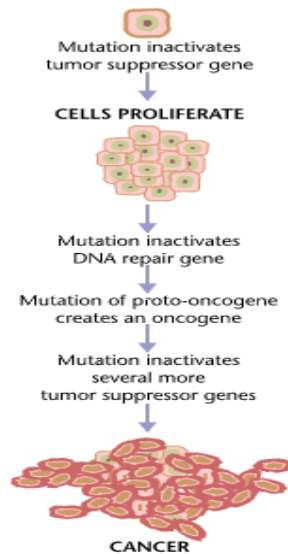 Mutation inactivates
tumor suppressor gene
CELLS PROLIFERATE
Mutation inactivates
DNA repair gene
Mutation of proto-oncogene
creates an oncogene
Mutation inactivates
several more
tumor suppressor genes
CANCER